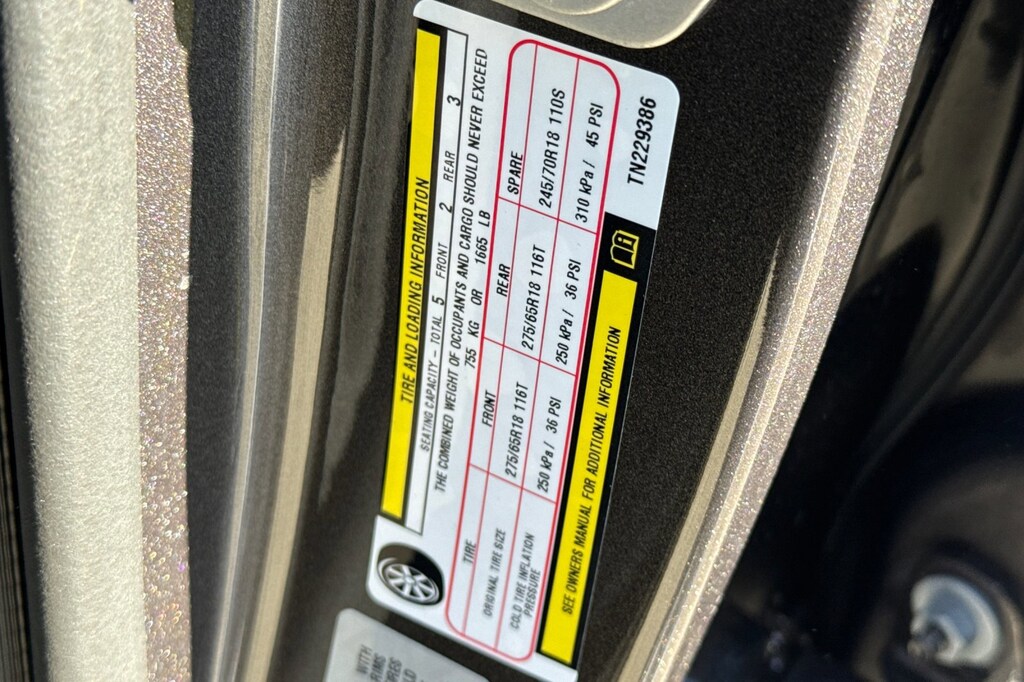 TIRE AND LOADING INFORMATION
SEATING CAPACITY – TOTAL 5 FRONT 2 REAR 3
THE COMBINED WEIGHT OF OCCUPANTS AND CARGO SHOULD NEVER EXCEED
755 KG OR 1665 LB
TIRE FRONT REAR SPARE
ORIGINAL TIRE SIZE 275/65R18 116T 275/65R18 116T 245/70R18 110S
COLD TIRE INFLATION PRESSURE 250 kPa / 36 PSI 250 kPa / 36 PSI 310 kPa / 45 PSI
SEE OWNERS MANUAL FOR ADDITIONAL INFORMATION
TN229386
WITH